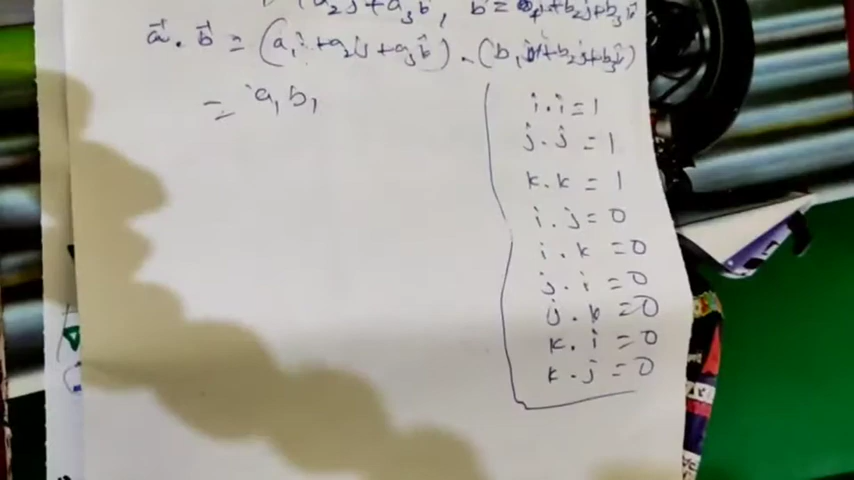 a⃗ . b⃗ = (a₁î + a₂ĵ + a₃k̂) . (b₁î + b₂ĵ + b₃k̂)
= a₁b₁
i . i = 1
j . j = 1
k . k = 1
i . j = 0
i . k = 0
j . i = 0
j . k = 0
k . i = 0
k . j = 0